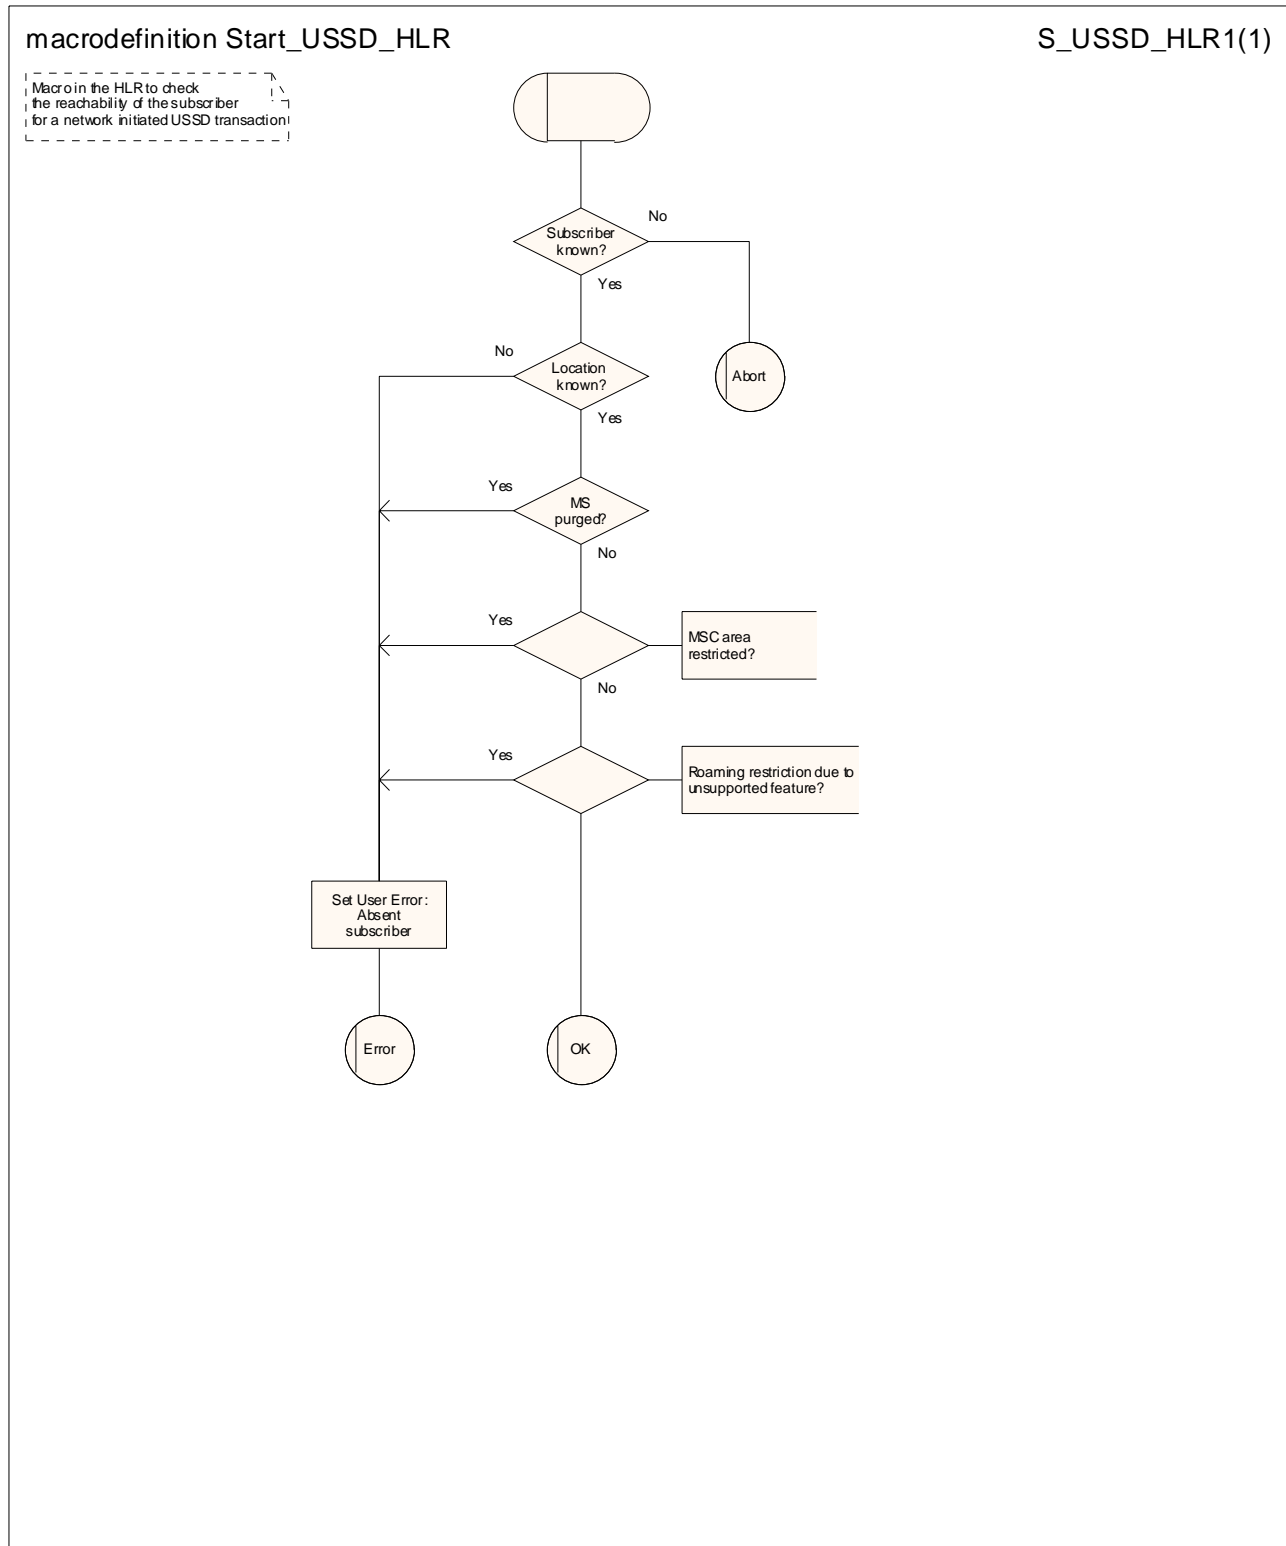 macrodefinition Start_USSD_HLR
S_USSD_HLR1(1)
Macro in the HLR to check
the reachability of the subscriber
for a network initiated USSD transaction
Subscriber
known?
No
Yes
Location
known?
No
Abort
Yes
Yes
MS
purged?
No
Yes
MSC area
restricted?
No
Yes
Roaming restriction due to
unsupported feature?
Set User Error:
Absent
subscriber
Error
OK